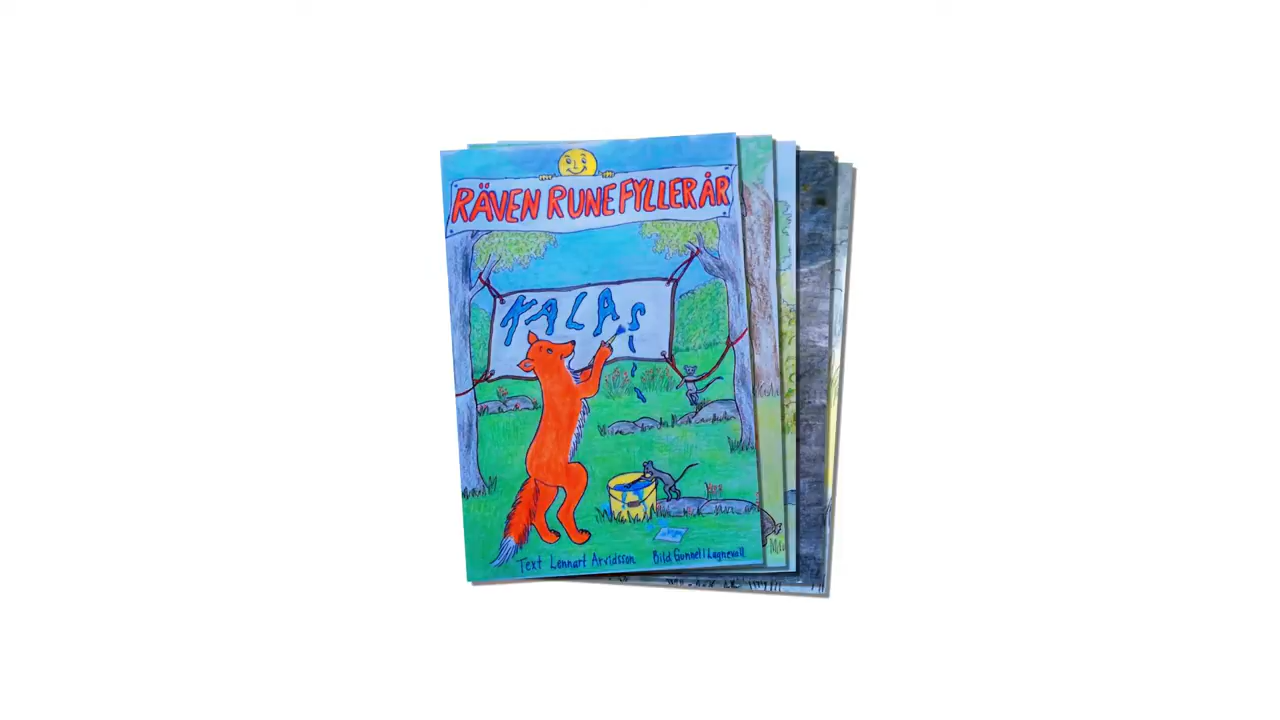 RÄVEN RUNE FYLLER ÅR
KALAS
Text Lennart Arvidsson Bild Gunnell Lagnevall